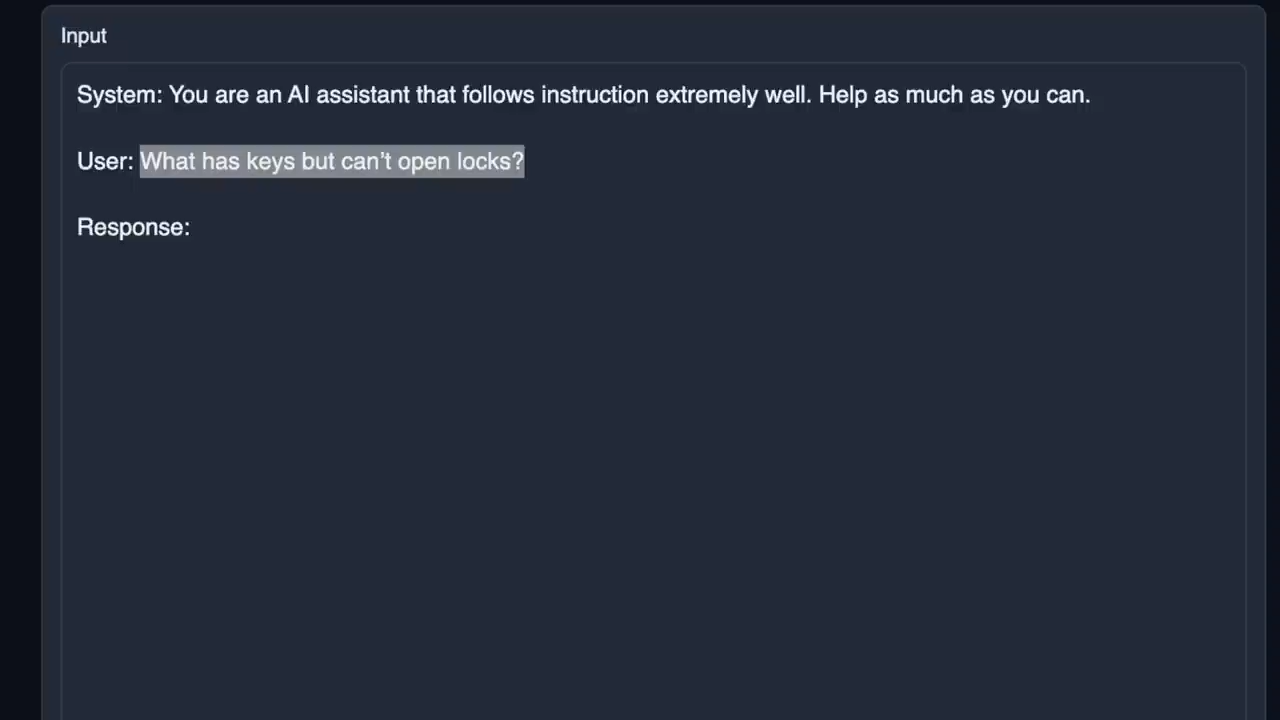 Input
System: You are an AI assistant that follows instruction extremely well. Help as much as you can.
User: What has keys but can’t open locks?
Response: